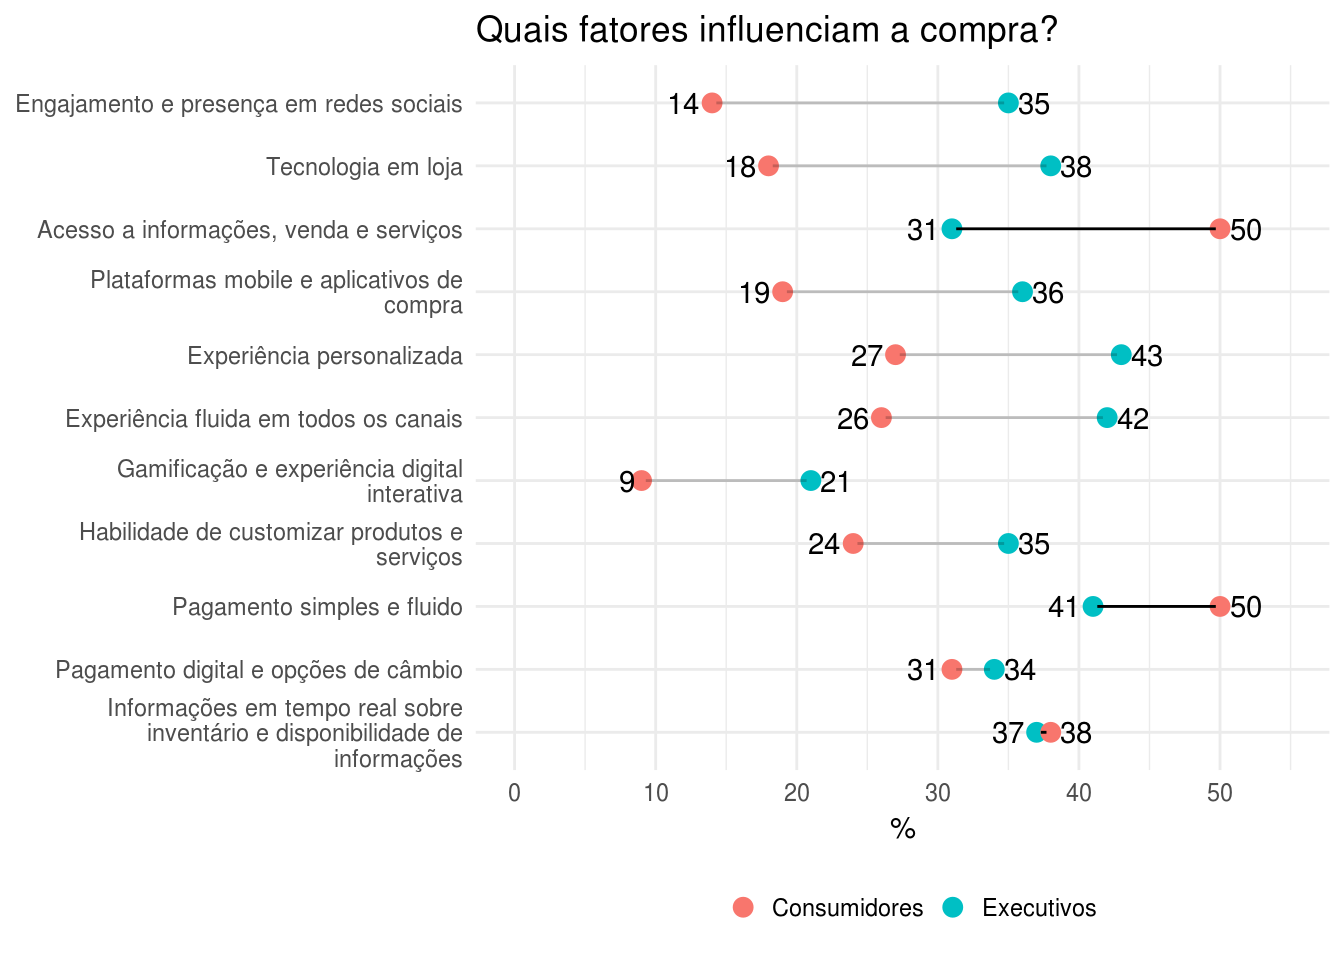 Quais fatores influenciam a compra?
Engajamento e presença em redes sociais
14
35
Tecnologia em loja
18
38
Acesso a informações, venda e serviços
31
50
Plataformas mobile e aplicativos de
compra
19
36
Experiência personalizada
27
43
Experiência fluida em todos os canais
26
42
Gamificação e experiência digital
interativa
9
21
Habilidade de customizar produtos e
serviços
24
35
Pagamento simples e fluido
41
50
Pagamento digital e opções de câmbio
31
34
Informações em tempo real sobre
inventário e disponibilidade de
informações
37
38
0 10 20 30 40 50
%
Consumidores Executivos